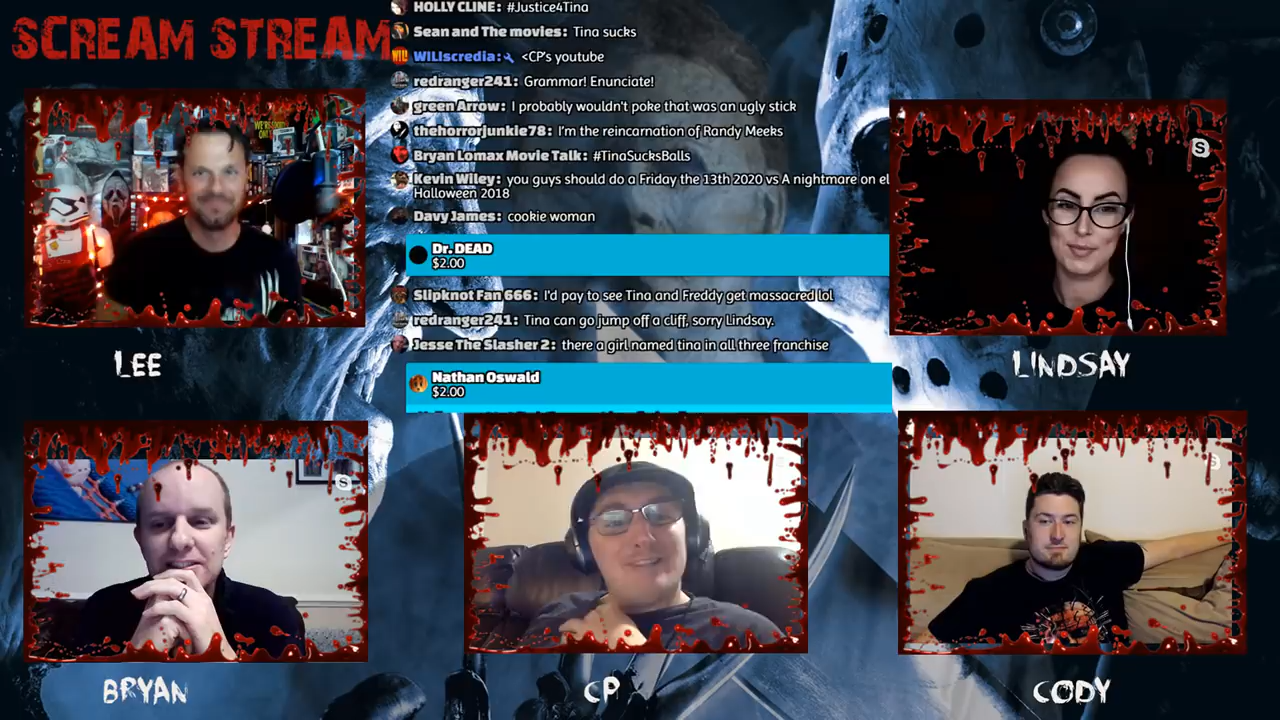 SCREAM STREAM
HOLLY CLINE: #Justice4Tina
Sean and The movies: Tina sucks
WIL!scredia: <CP's youtube
redranger241: Grammar! Enunciate!
green Arrow: I probably wouldn't poke that was an ugly stick
thehorrorjunkie78: I'm the reincarnation of Randy Meeks
Bryan Lomax Movie Talk: #TinaSucksBalls
Kevin Wiley: you guys should do a Friday the 13th 2020 vs A nightmare on el
Halloween 2018
Davy James: cookie woman
Dr. DEAD
$2.00
Slipknot Fan 666: I'd pay to see Tina and Freddy get massacred lol
redranger241: Tina can go jump off a cliff, sorry Lindsay.
Jesse The Slasher 2: there a girl named tina in all three franchise
Nathan Oswald
$2.00
LEE
LINDSAY
BRYAN
CP
CODY